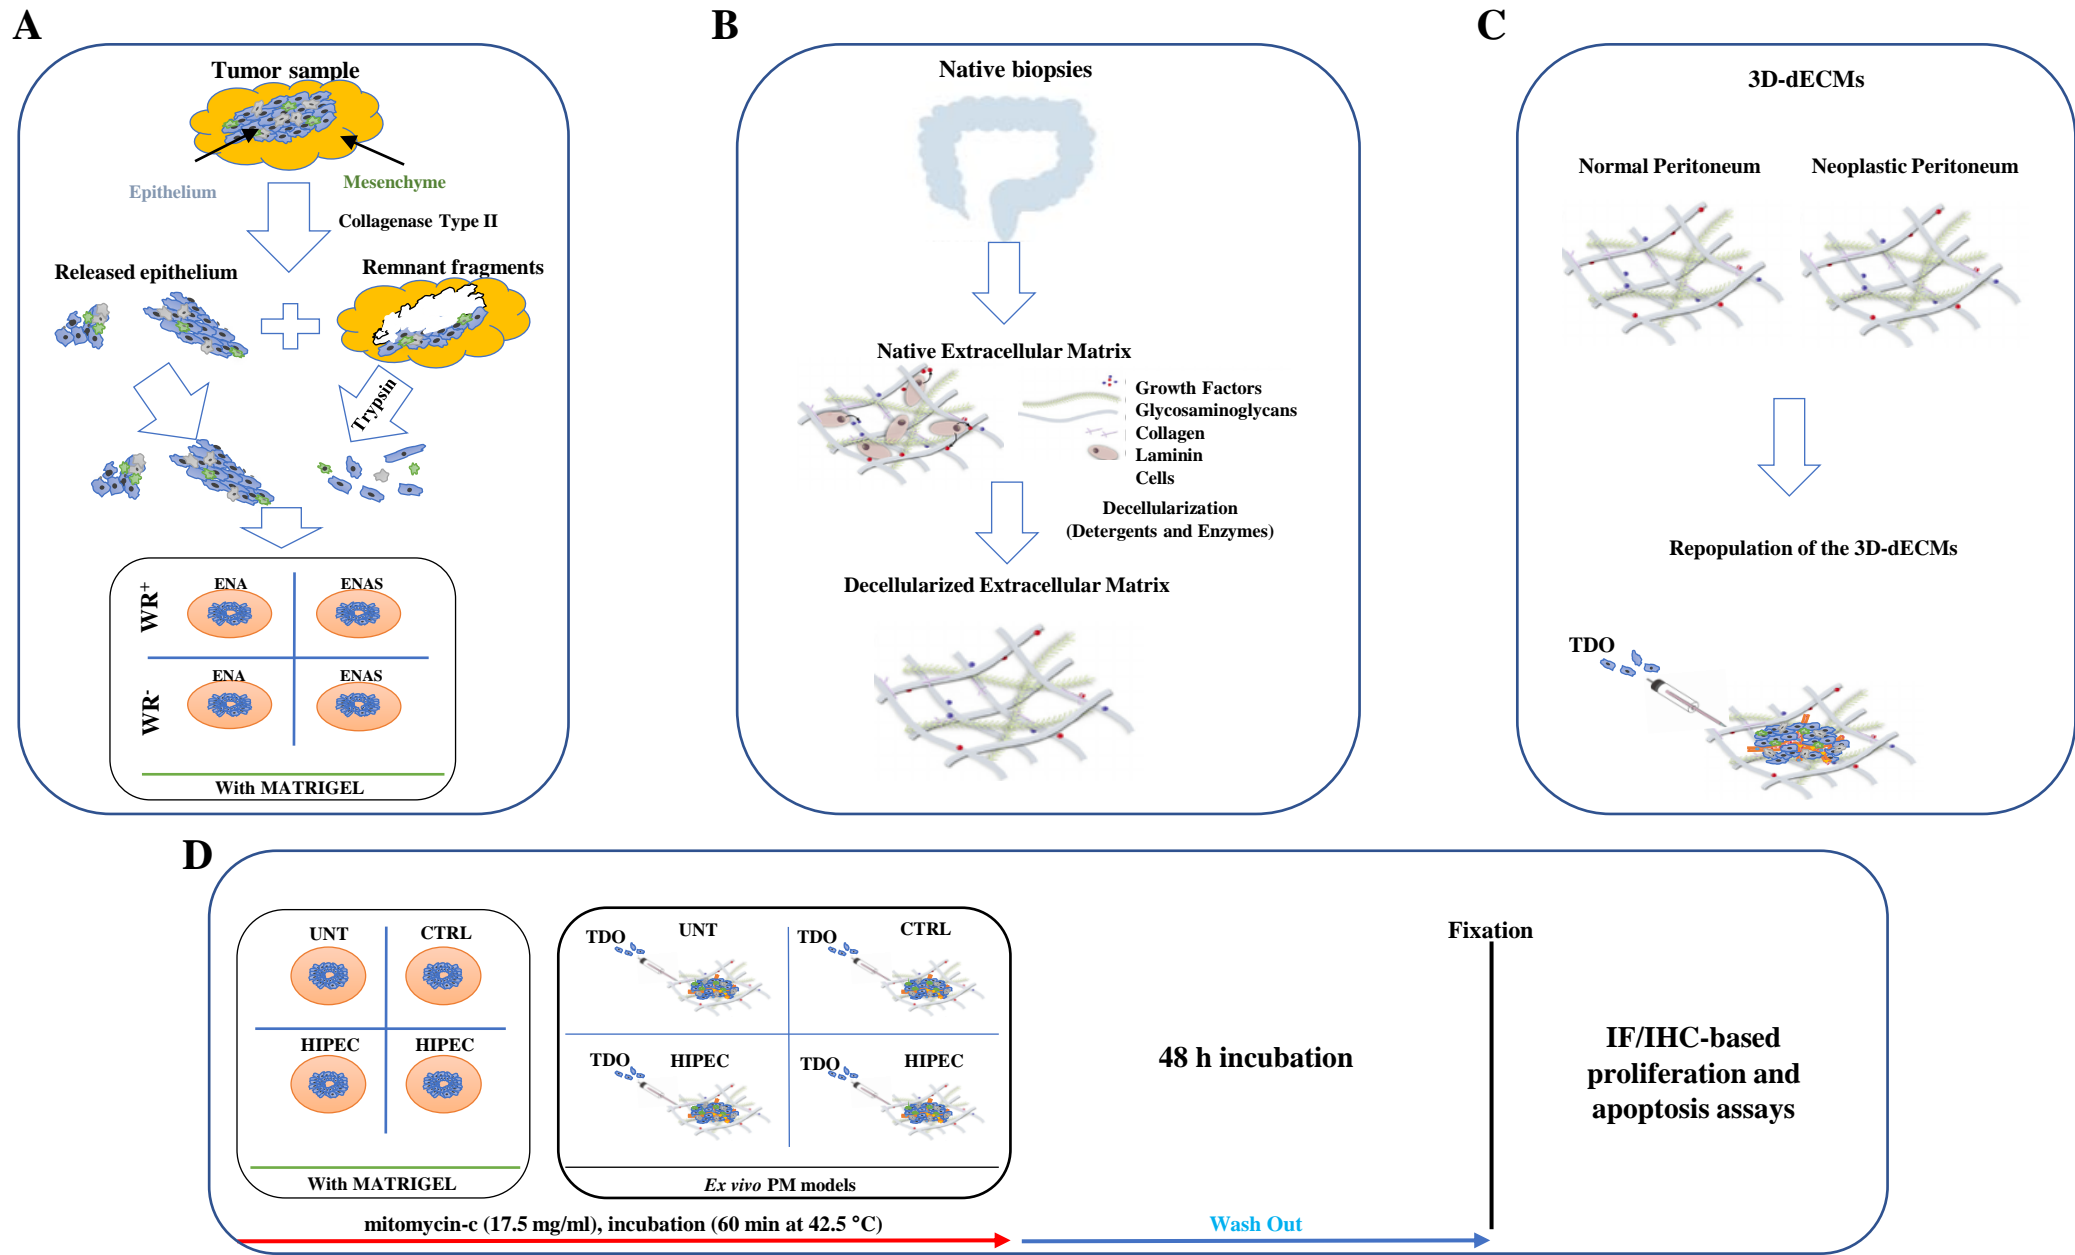 A
Tumor sample
Epithelium
Mesenchyme
Collagenase Type II
Released epithelium
Remnant fragments
Trypsin
WR+
ENA
ENAS
WR-
ENA
ENAS
With MATRIGEL
B
Native biopsies
Native Extracellular Matrix
Growth Factors
Glycosaminoglycans
Collagen
Laminin
Cells
Decellularization
(Detergents and Enzymes)
Decellularized Extracellular Matrix
C
3D-dECMs
Normal Peritoneum
Neoplastic Peritoneum
Repopulation of the 3D-dECMs
TDO
D
UNT
CTRL
HIPEC
HIPEC
With MATRIGEL
TDO
UNT
TDO
CTRL
TDO
HIPEC
TDO
HIPEC
Ex vivo PM models
mitomycin-c (17.5 mg/ml), incubation (60 min at 42.5 °C)
48 h incubation
Wash Out
Fixation
IF/IHC-based
proliferation and
apoptosis assays